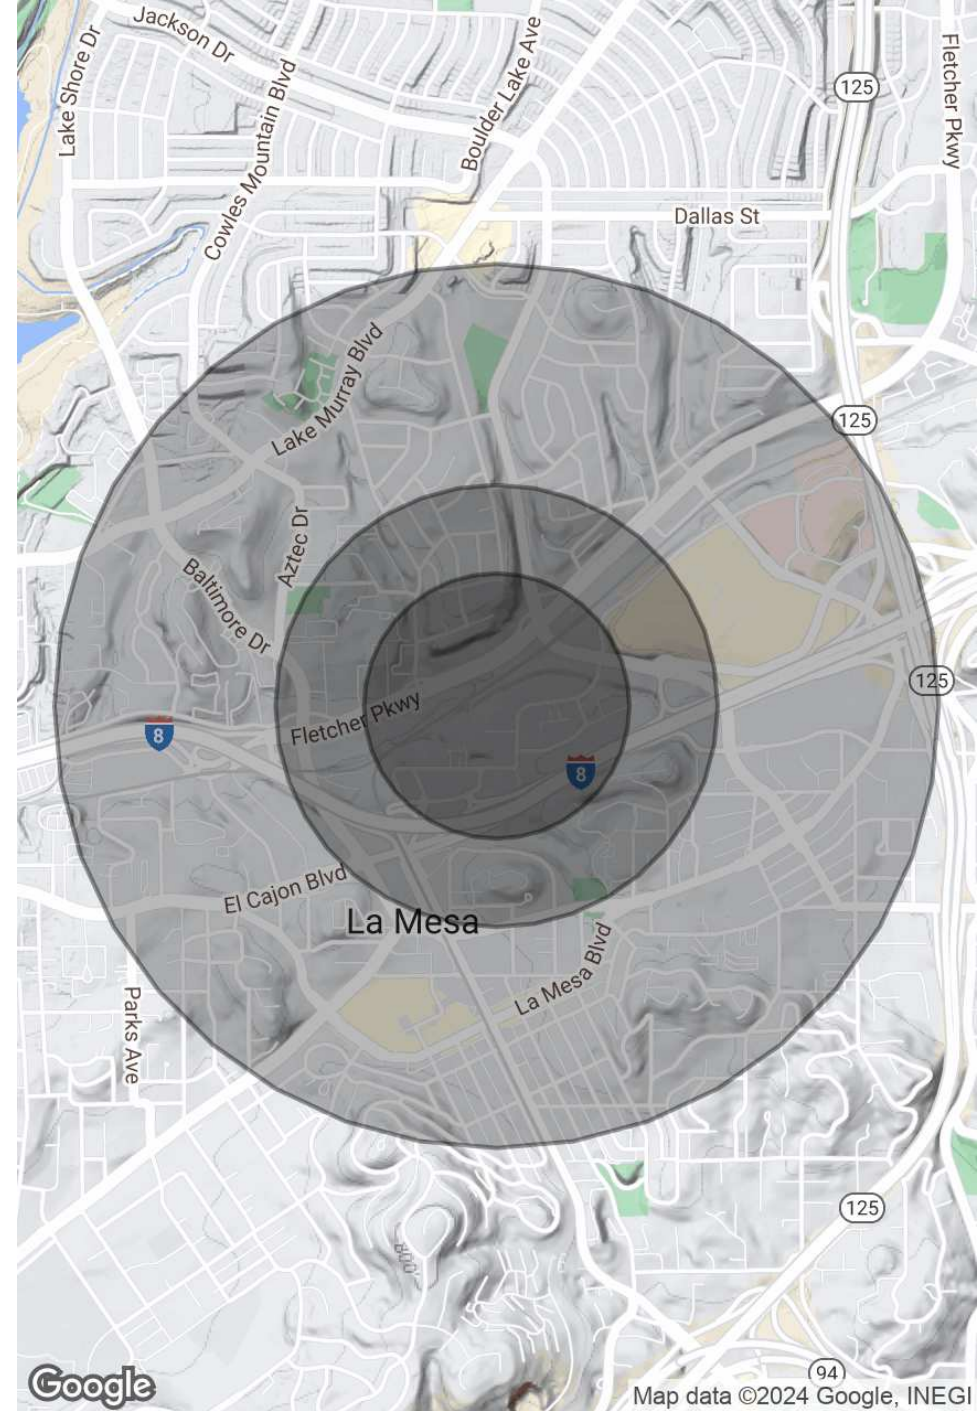 Jackson Dr
Lake Shore Dr
Cowles Mountain Blvd
Boulder Lake Ave
Fletcher Pkwy
125
Dallas St
Lake Murray Blvd
125
Aztec Dr
Baltimore Dr
125
Fletcher Pkwy
8
8
El Cajon Blvd
La Mesa
La Mesa Blvd
Parks Ave
125
800'
94
Google
Map data ©2024 Google, INEGI